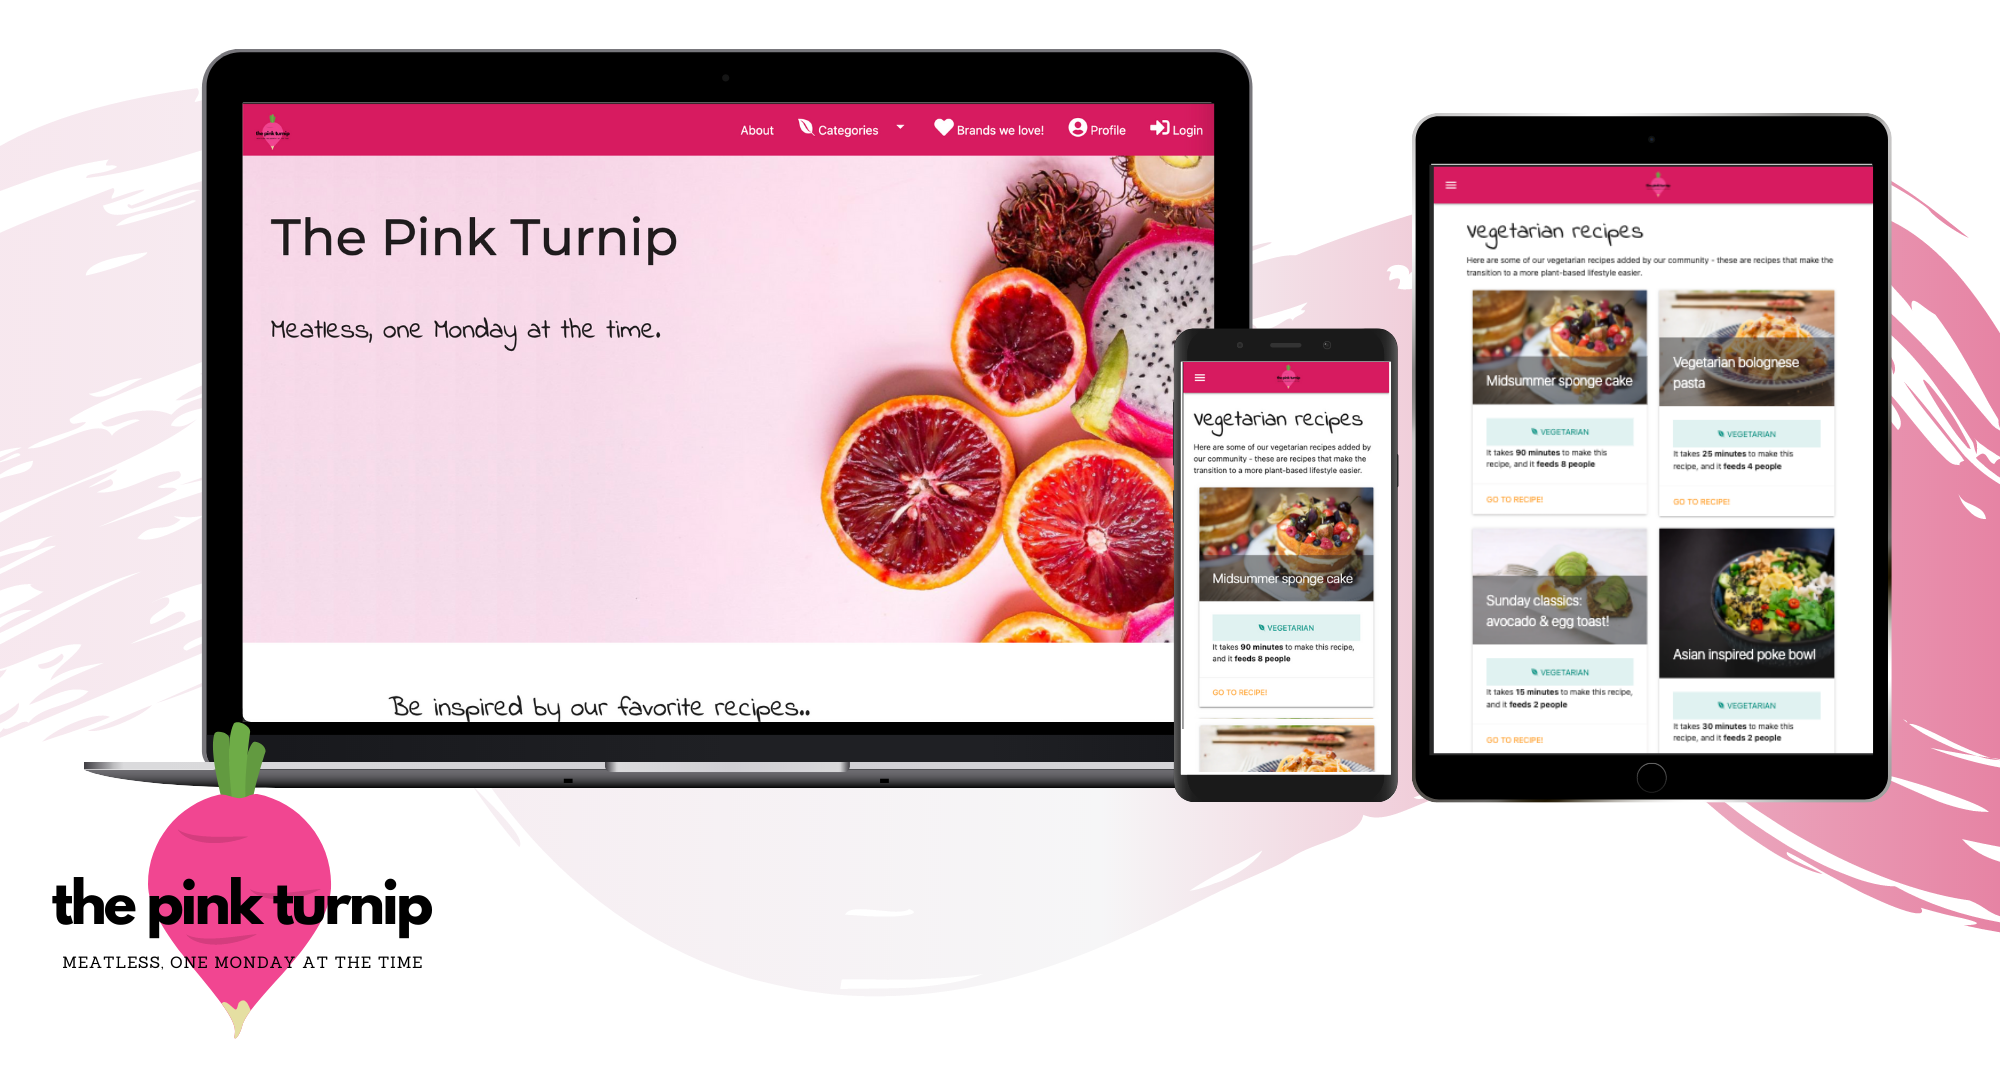 the pink turnip
About
Categories
Brands we love!
Profile
Login
The Pink Turnip
Meatless, one Monday at the time.
Be inspired by our favorite recipes..
Vegetarian recipes
Here are some of our vegetarian recipes added by
our community - these are recipes that make the
transition to a more plant-based lifestyle easier.
Midsummer sponge cake
VEGETARIAN
It takes 90 minutes to make this recipe,
and it feeds 8 people
GO TO RECIPE!
Vegetarian recipes
Here are some of our vegetarian recipes added by our community - these are recipes that make the
transition to a more plant-based lifestyle easier.
Midsummer sponge cake
VEGETARIAN
It takes 90 minutes to make this
recipe, and it feeds 8 people
GO TO RECIPE!
Vegetarian bolognese
pasta
VEGETARIAN
It takes 25 minutes to make this
recipe, and it feeds 4 people
GO TO RECIPE!
Sunday classics:
avocado & egg toast!
VEGETARIAN
It takes 15 minutes to make this recipe,
and it feeds 2 people
GO TO RECIPE!
Asian inspired poke bowl
VEGETARIAN
It takes 30 minutes to make this
recipe, and it feeds 2 people
the pink turnip
MEATLESS, ONE MONDAY AT THE TIME